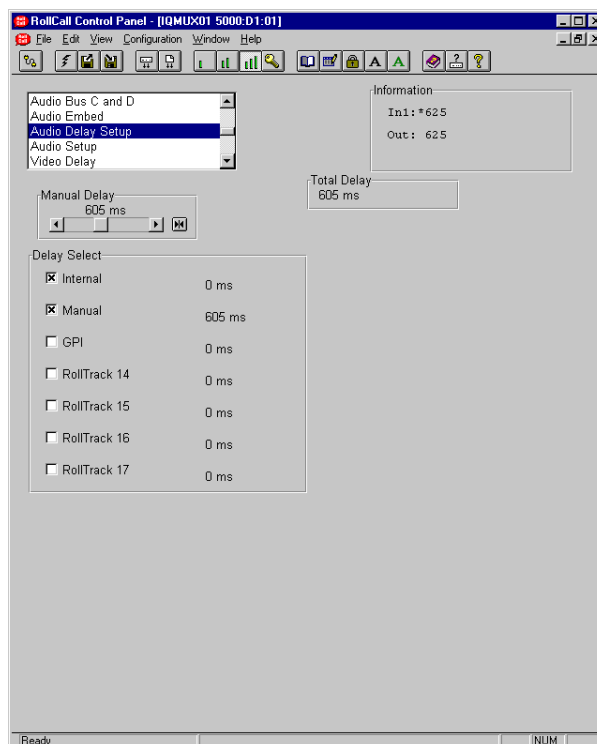 RollCall Control Panel - [IQMUX01 5000:D1:01]
File Edit View Configuration Window Help
Audio Bus C and D
Audio Embed
Audio Delay Setup
Audio Setup
Video Delay
Information
In1:*625
Out: 625
Total Delay
605 ms
Manual Delay
605 ms
Delay Select
Internal 0 ms
Manual 605 ms
GPI 0 ms
RollTrack 14 0 ms
RollTrack 15 0 ms
RollTrack 16 0 ms
RollTrack 17 0 ms
Ready NUM